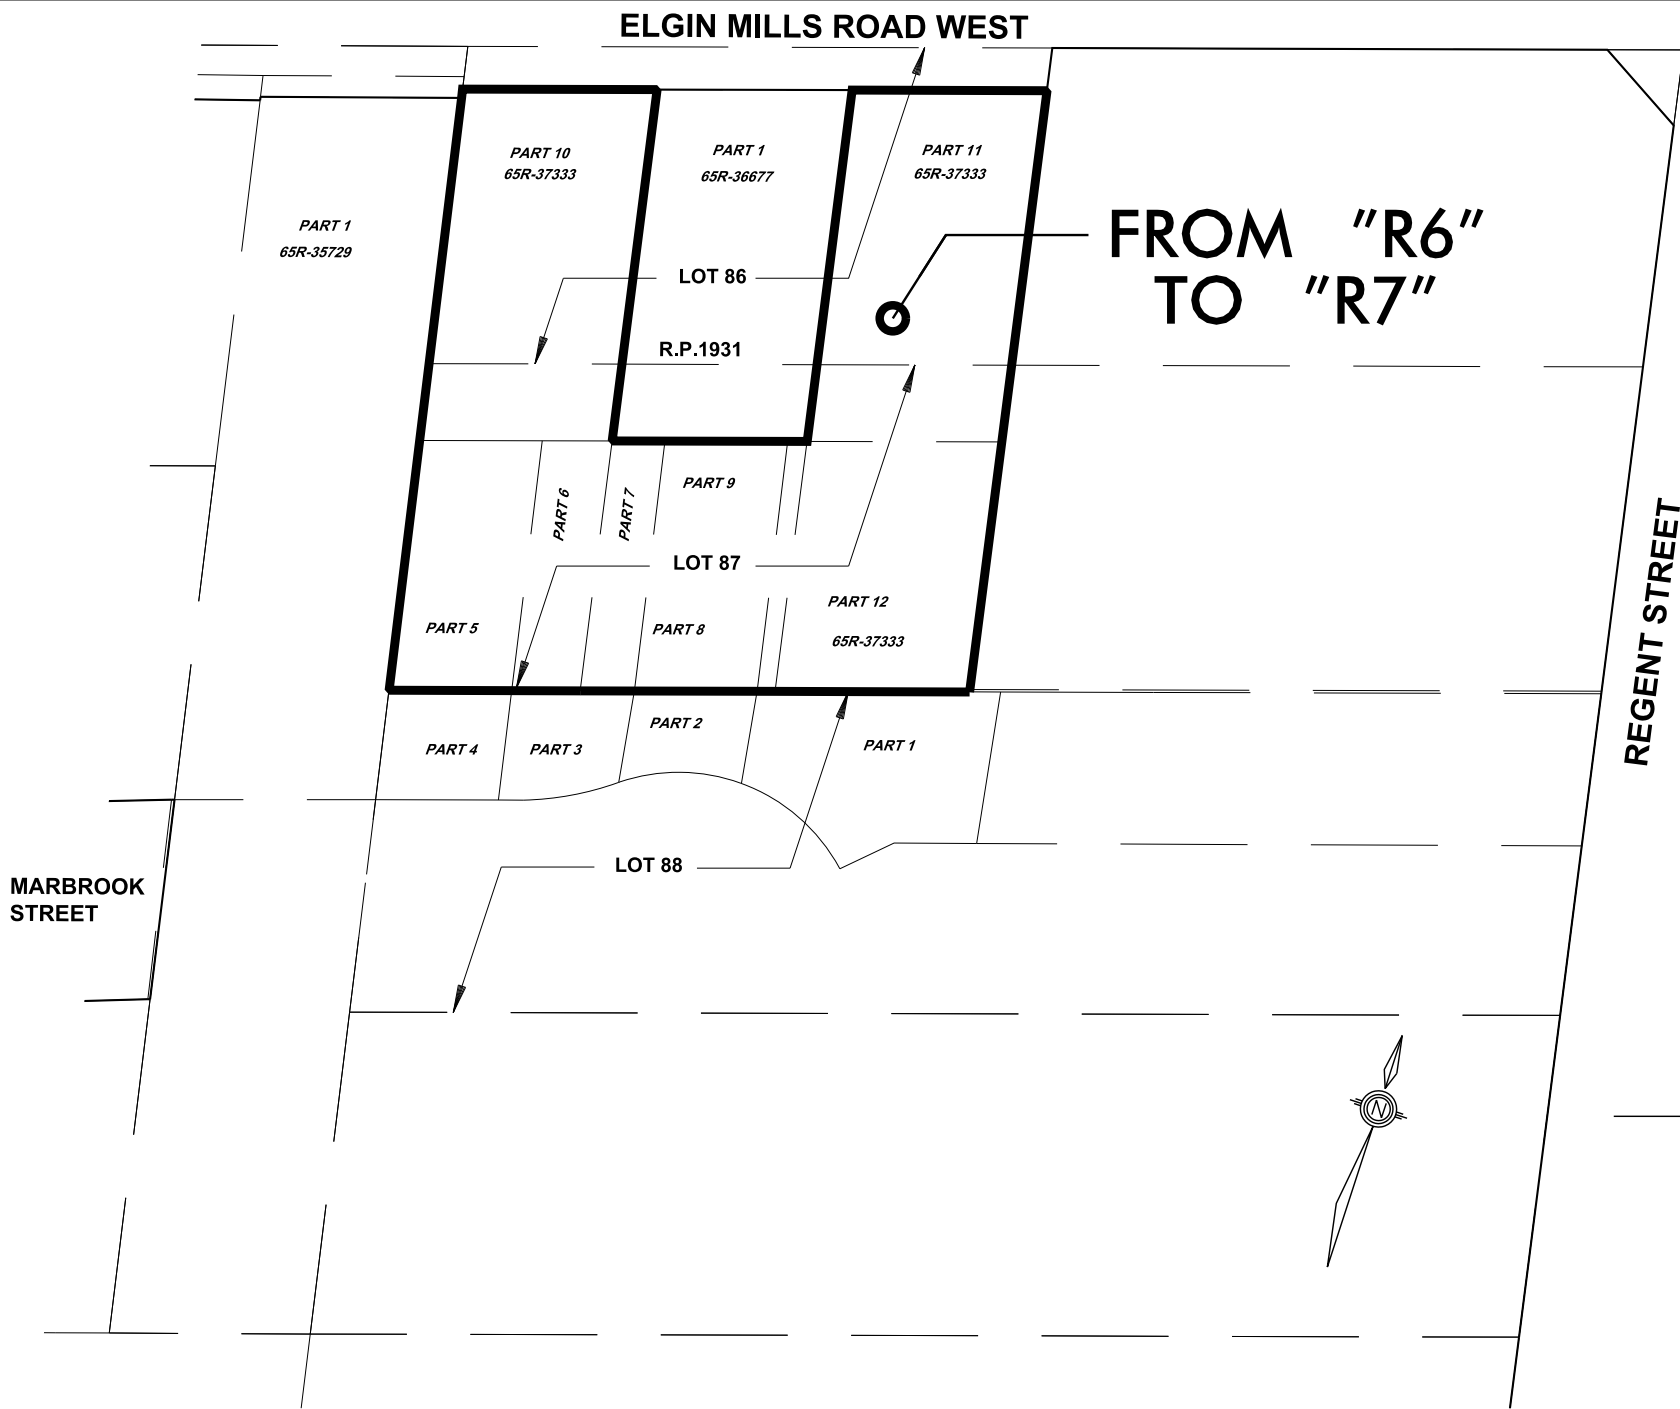 ELGIN MILLS ROAD WEST
PART 10
65R-37333
PART 1
65R-36677
PART 11
65R-37333
PART 1
65R-35729
FROM "R6"
TO "R7"
LOT 86
R.P.1931
PART 6
PART 7
PART 9
LOT 87
PART 5
PART 8
PART 12
65R-37333
REGENT STREET
PART 4
PART 3
PART 2
PART 1
LOT 88
MARBROOK
STREET
N